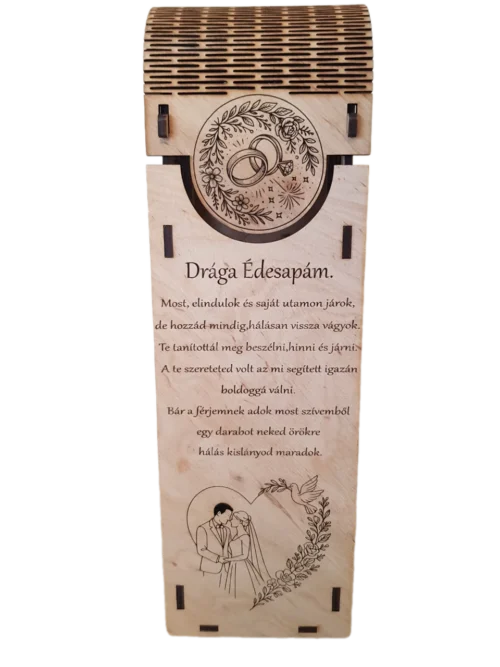 Drága Édesapám.
Most, elindulok és saját utamon járok,
de hozzád mindig,hálásan vissza vágyok.
Te tanítottál meg beszélni,hinni és járni.
A te szereteted volt az mi segített igazán
boldoggá válni.
Bár a férjemnek adok most szívemből
egy darabot neked örökre
hálás kislányod maradok.